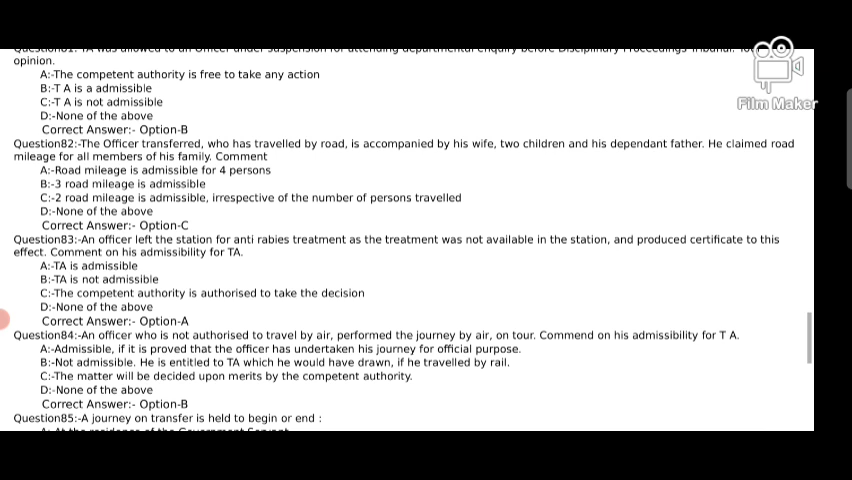 opinion.
A:-The competent authority is free to take any action
B:-T A is a admissible
C:-T A is not admissible
D:-None of the above
Correct Answer:- Option-B
Question82:-The Officer transferred, who has travelled by road, is accompanied by his wife, two children and his dependant father. He claimed road
mileage for all members of his family. Comment
A:-Road mileage is admissible for 4 persons
B:-3 road mileage is admissible
C:-2 road mileage is admissible, irrespective of the number of persons travelled
D:-None of the above
Correct Answer:- Option-C
Question83:-An officer left the station for anti rabies treatment as the treatment was not available in the station, and produced certificate to this
effect. Comment on his admissibility for TA.
A:-TA is admissible
B:-TA is not admissible
C:-The competent authority is authorised to take the decision
D:-None of the above
Correct Answer:- Option-A
Question84:-An officer who is not authorised to travel by air, performed the journey by air, on tour. Commend on his admissibility for T A.
A:-Admissible, if it is proved that the officer has undertaken his journey for official purpose.
B:-Not admissible. He is entitled to TA which he would have drawn, if he travelled by rail.
C:-The matter will be decided upon merits by the competent authority.
D:-None of the above
Correct Answer:- Option-B
Question85:-A journey on transfer is held to begin or end :
Film Maker